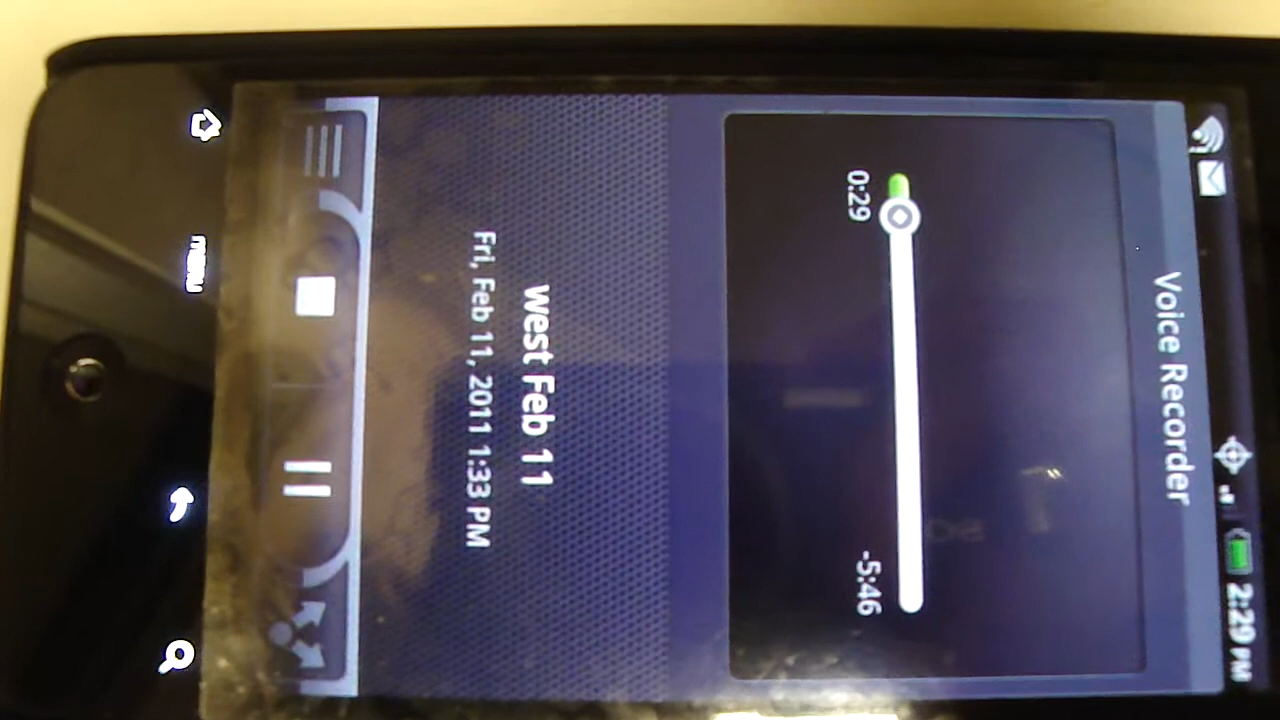 2:29 PM
Voice Recorder
0:29 -5:46
West Feb 11
Fri, Feb 11, 2011 1:33 PM
menu